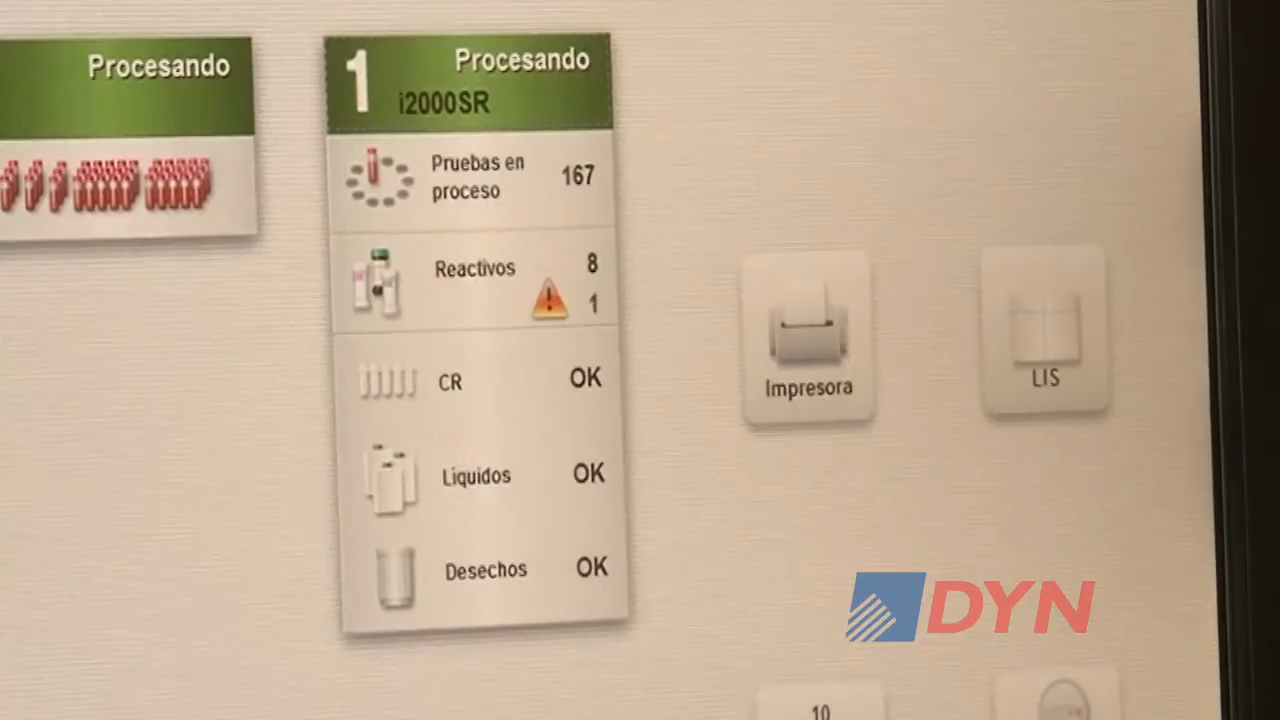 Procesando
1 Procesando
i2000SR
Pruebas en
proceso
167
Reactivos
8
1
CR
OK
Liquidos
OK
Desechos
OK
Impresora
LIS
DYN
10